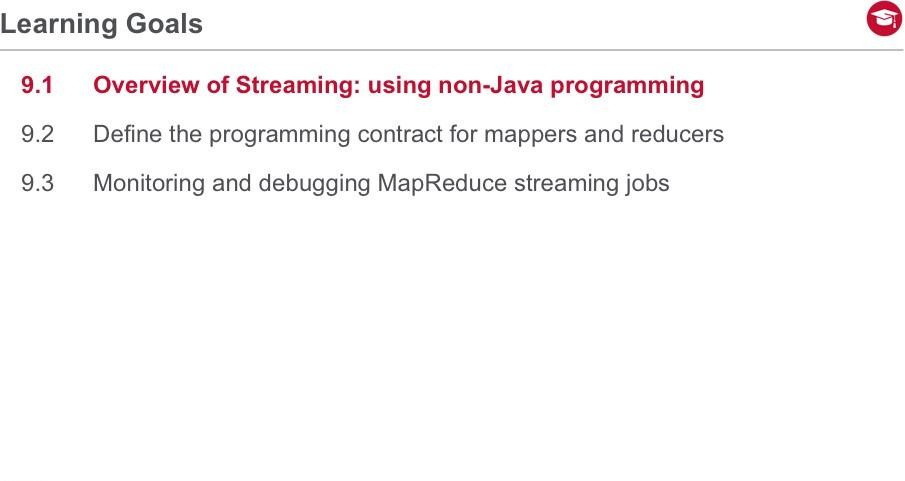 Learning Goals
9.1 Overview of Streaming: using non-Java programming
9.2 Define the programming contract for mappers and reducers
9.3 Monitoring and debugging MapReduce streaming jobs